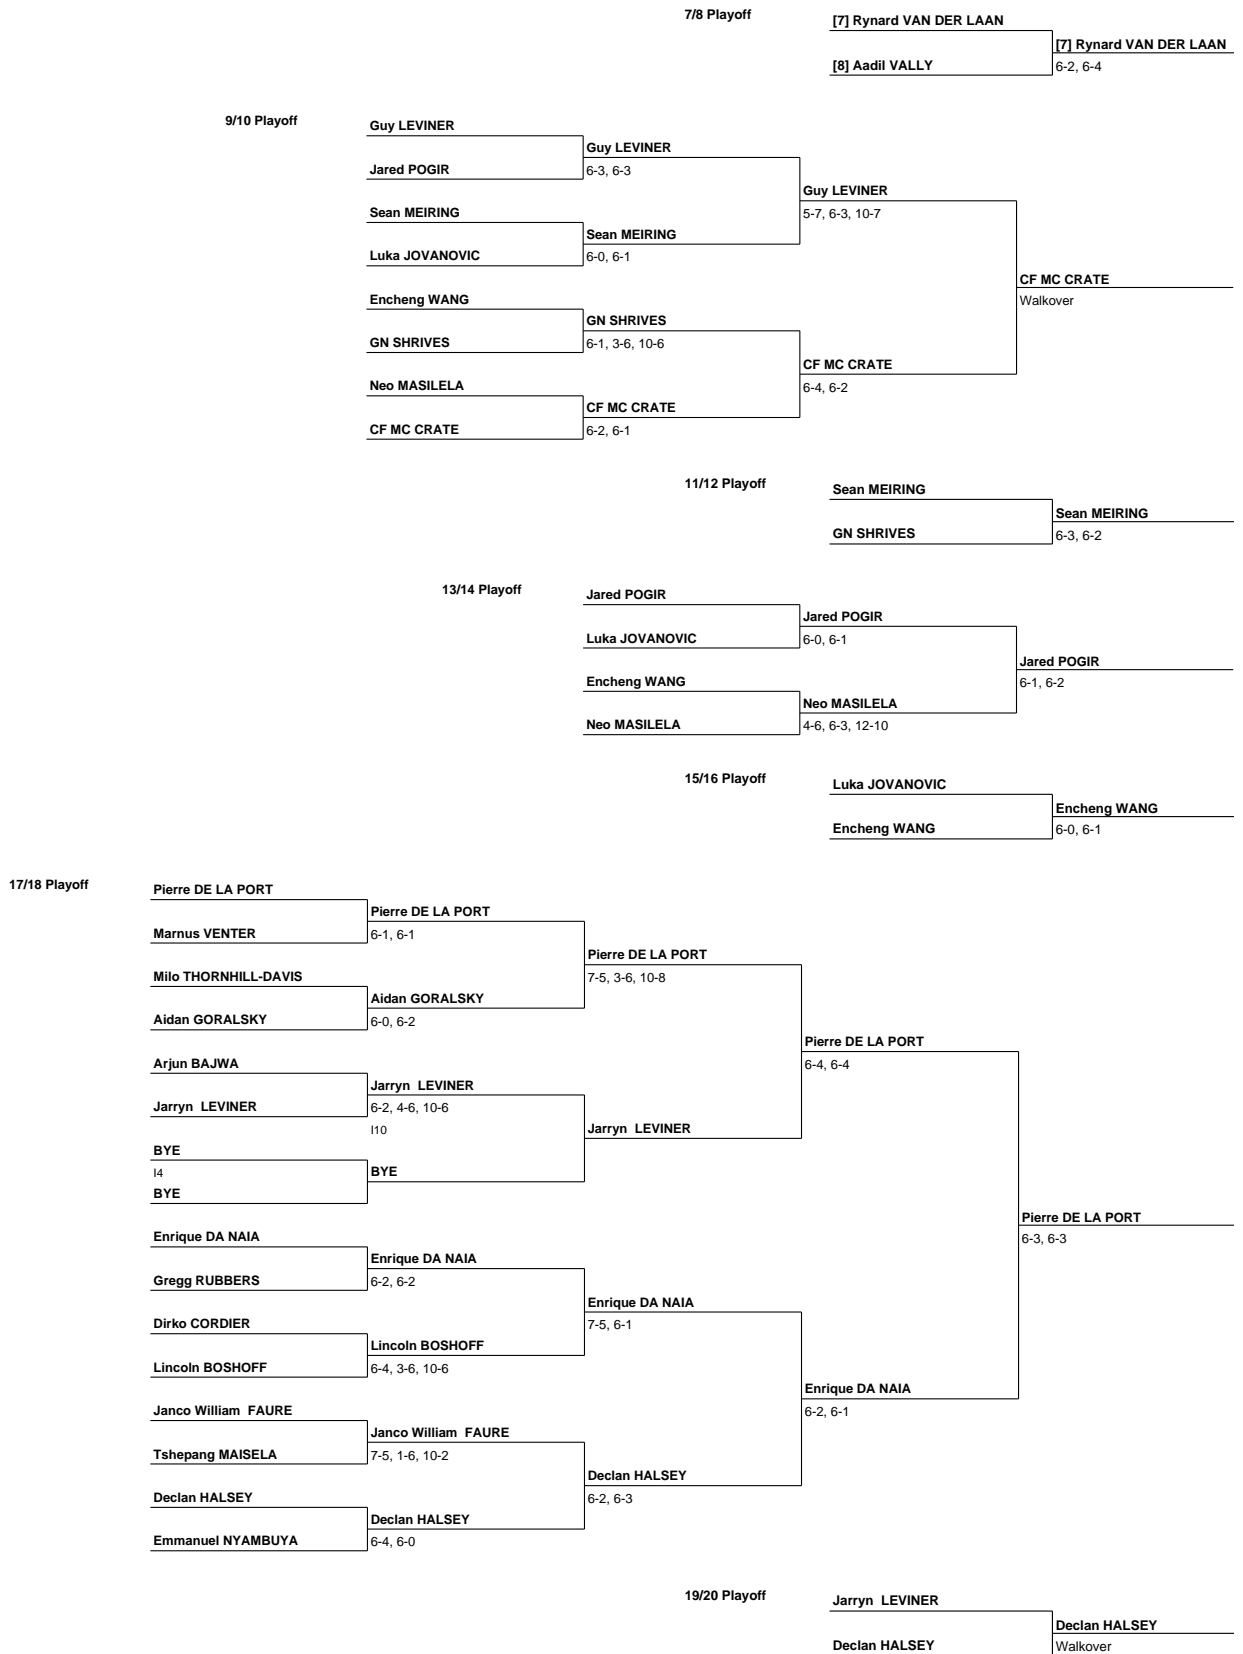 7/8 Playoff
[7] Rynard VAN DER LAAN
[7] Rynard VAN DER LAAN
[8] Aadil VALLY
6-2, 6-4
9/10 Playoff
Guy LEVINER
Guy LEVINER
Jared POGIR
6-3, 6-3
Guy LEVINER
Sean MEIRING
5-7, 6-3, 10-7
Sean MEIRING
Luka JOVANOVIC
6-0, 6-1
CF MC CRATE
Encheng WANG
Walkover
GN SHRIVES
GN SHRIVES
6-1, 3-6, 10-6
CF MC CRATE
Neo MASILELA
6-4, 6-2
CF MC CRATE
CF MC CRATE
6-2, 6-1
11/12 Playoff
Sean MEIRING
Sean MEIRING
GN SHRIVES
6-3, 6-2
13/14 Playoff
Jared POGIR
Jared POGIR
Luka JOVANOVIC
6-0, 6-1
Jared POGIR
Encheng WANG
6-1, 6-2
Neo MASILELA
Neo MASILELA
4-6, 6-3, 12-10
15/16 Playoff
Luka JOVANOVIC
Encheng WANG
Encheng WANG
6-0, 6-1
17/18 Playoff
Pierre DE LA PORT
Pierre DE LA PORT
Marnus VENTER
6-1, 6-1
Pierre DE LA PORT
Milo THORNHILL-DAVIS
7-5, 3-6, 10-8
Aidan GORALSKY
Aidan GORALSKY
6-0, 6-2
Pierre DE LA PORT
Arjun BAJWA
6-4, 6-4
Jarryn LEVINER
Jarryn LEVINER
6-2, 4-6, 10-6
I10
Jarryn LEVINER
BYE
I4
BYE
BYE
Pierre DE LA PORT
Enrique DA NAIA
6-3, 6-3
Enrique DA NAIA
Gregg RUBBERS
6-2, 6-2
Enrique DA NAIA
Dirko CORDIER
7-5, 6-1
Lincoln BOSHOFF
Lincoln BOSHOFF
6-4, 3-6, 10-6
Enrique DA NAIA
Janco William FAURE
6-2, 6-1
Janco William FAURE
Tshepang MAISELA
7-5, 1-6, 10-2
Declan HALSEY
Declan HALSEY
6-2, 6-3
Declan HALSEY
Emmanuel NYAMBUYA
6-4, 6-0
19/20 Playoff
Jarryn LEVINER
Declan HALSEY
Declan HALSEY
Walkover